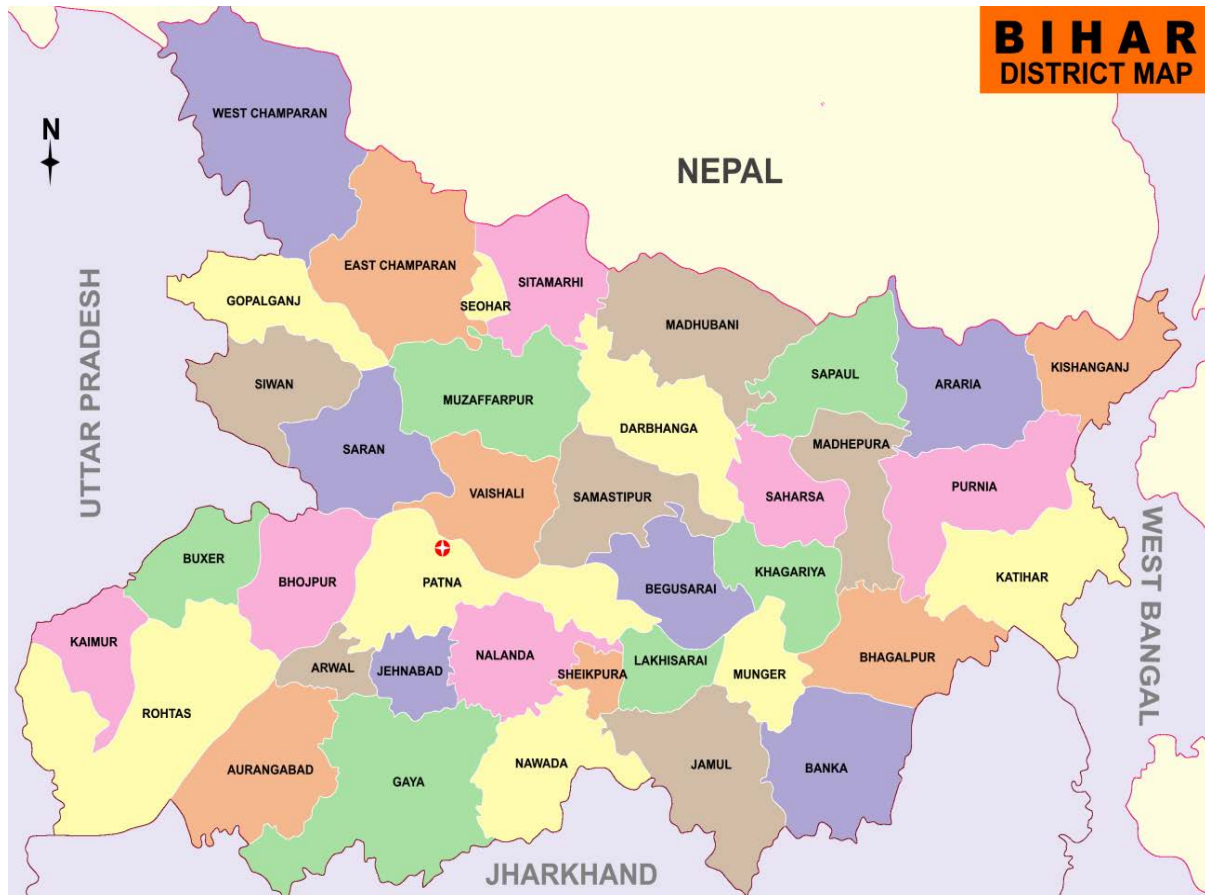 BIHAR
DISTRICT MAP
N
NEPAL
UTTAR PRADESH
WEST BANGAL
JHARKHAND
WEST CHAMPARAN
EAST CHAMPARAN
GOPALGANJ
SEOHAR
SITAMARHI
MADHUBANI
SIWAN
MUZAFFARPUR
DARBHANGA
SAPAUL
ARARIA
KISHANGANJ
SARAN
VAISHALI
SAMASTIPUR
MADHEPURA
SAHARSA
PURNIA
BUXER
BHOJPUR
PATNA
BEGUSARAI
KHAGARIYA
KATIHAR
KAIMUR
ROHTAS
ARWAL
JEHNABAD
NALANDA
SHEIKPURA
LAKHISARAI
MUNGER
BHAGALPUR
AURANGABAD
GAYA
NAWADA
JAMUL
BANKA